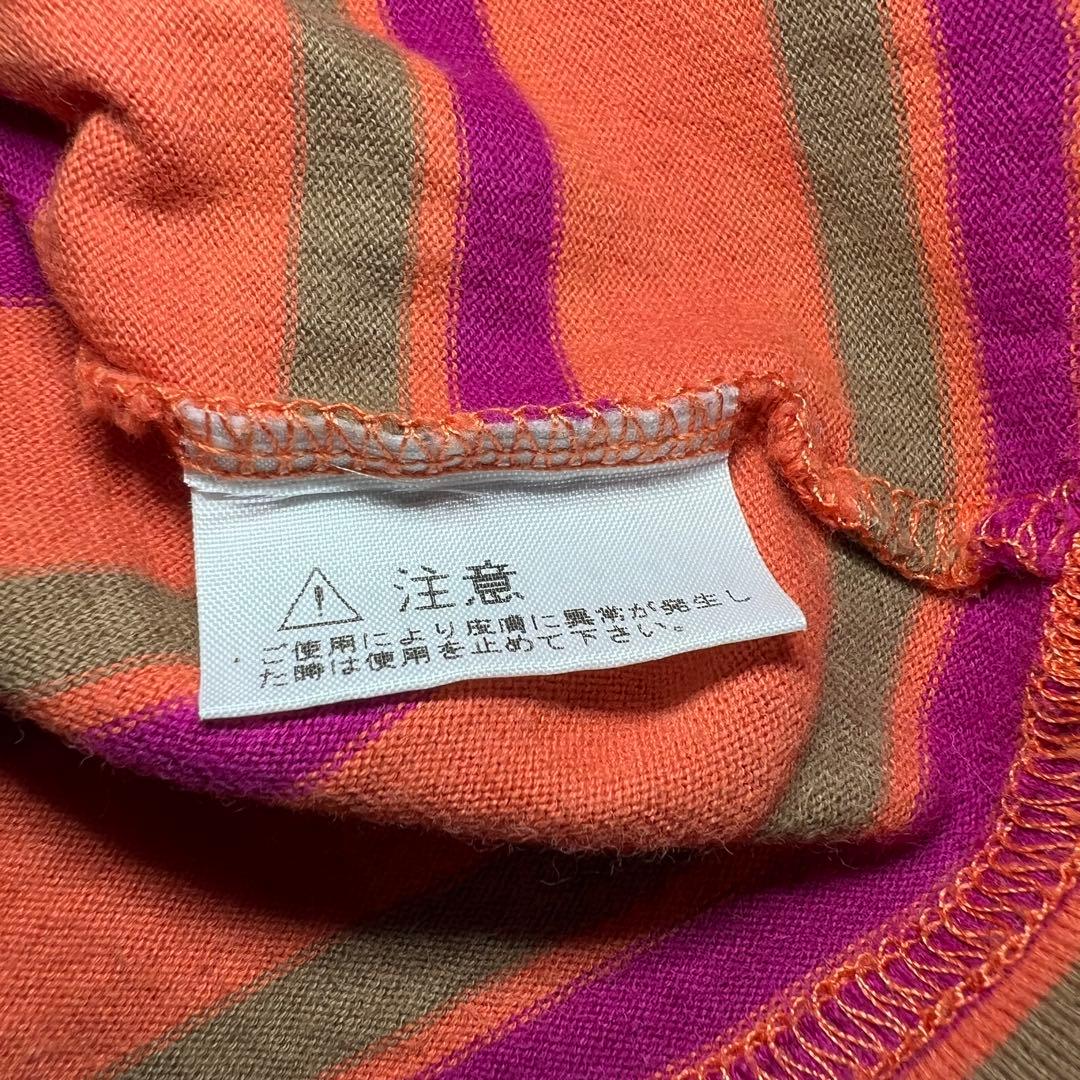 注意
ご使用により皮膚に異常が発生し
た時は使用を止めて下さい。